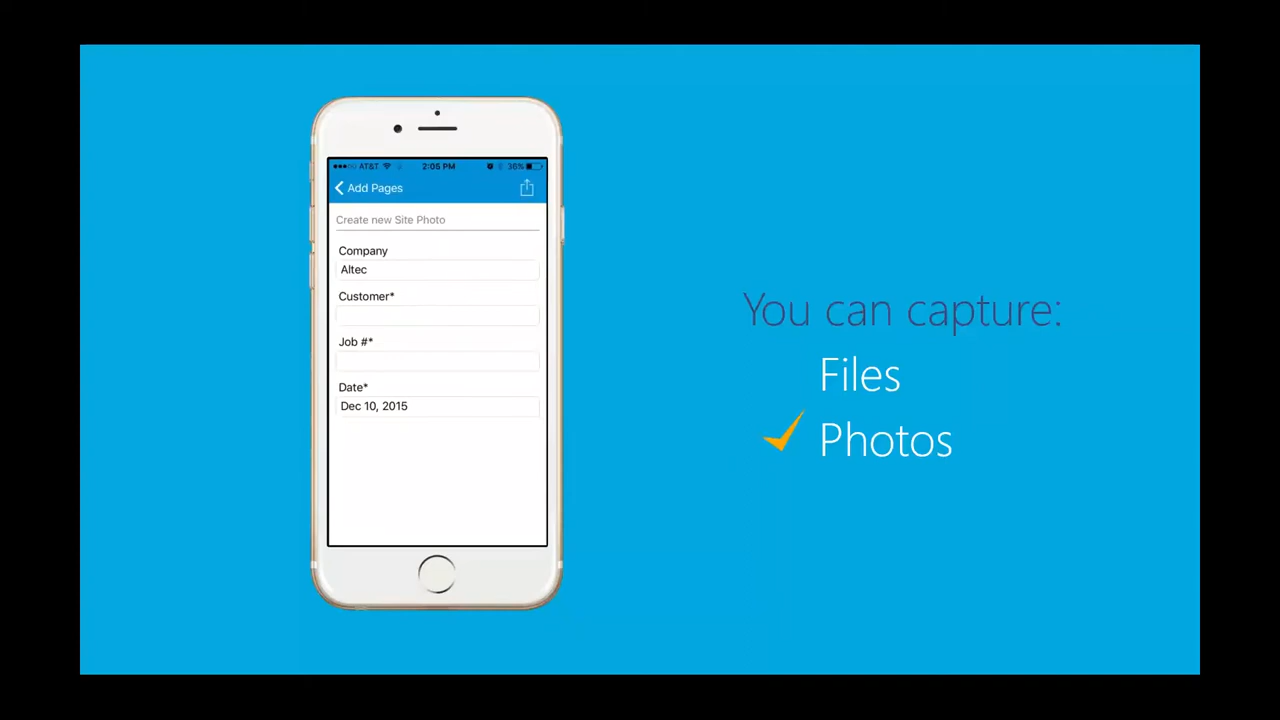 AT&T 2:05 PM 36%
Add Pages
Create new Site Photo
Company
Altec
Customer*
Job #*
Date*
Dec 10, 2015
You can capture:
Files
Photos